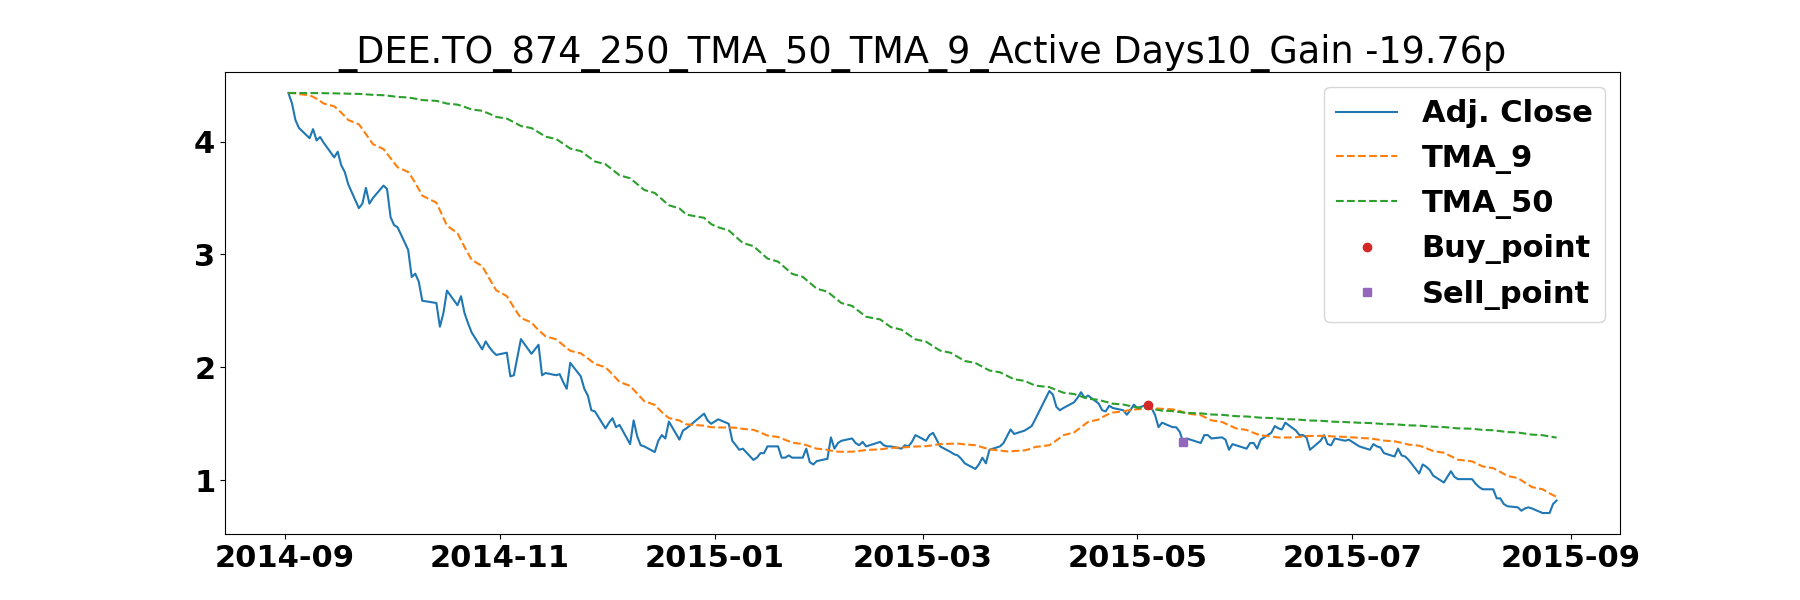 _DEE.TO_874_250_TMA_50_TMA_9_Active Days10_Gain -19.76p
Adj. Close
TMA_9
TMA_50
Buy_point
Sell_point
4
3
2
1
2014-09 2014-11 2015-01 2015-03 2015-05 2015-07 2015-09